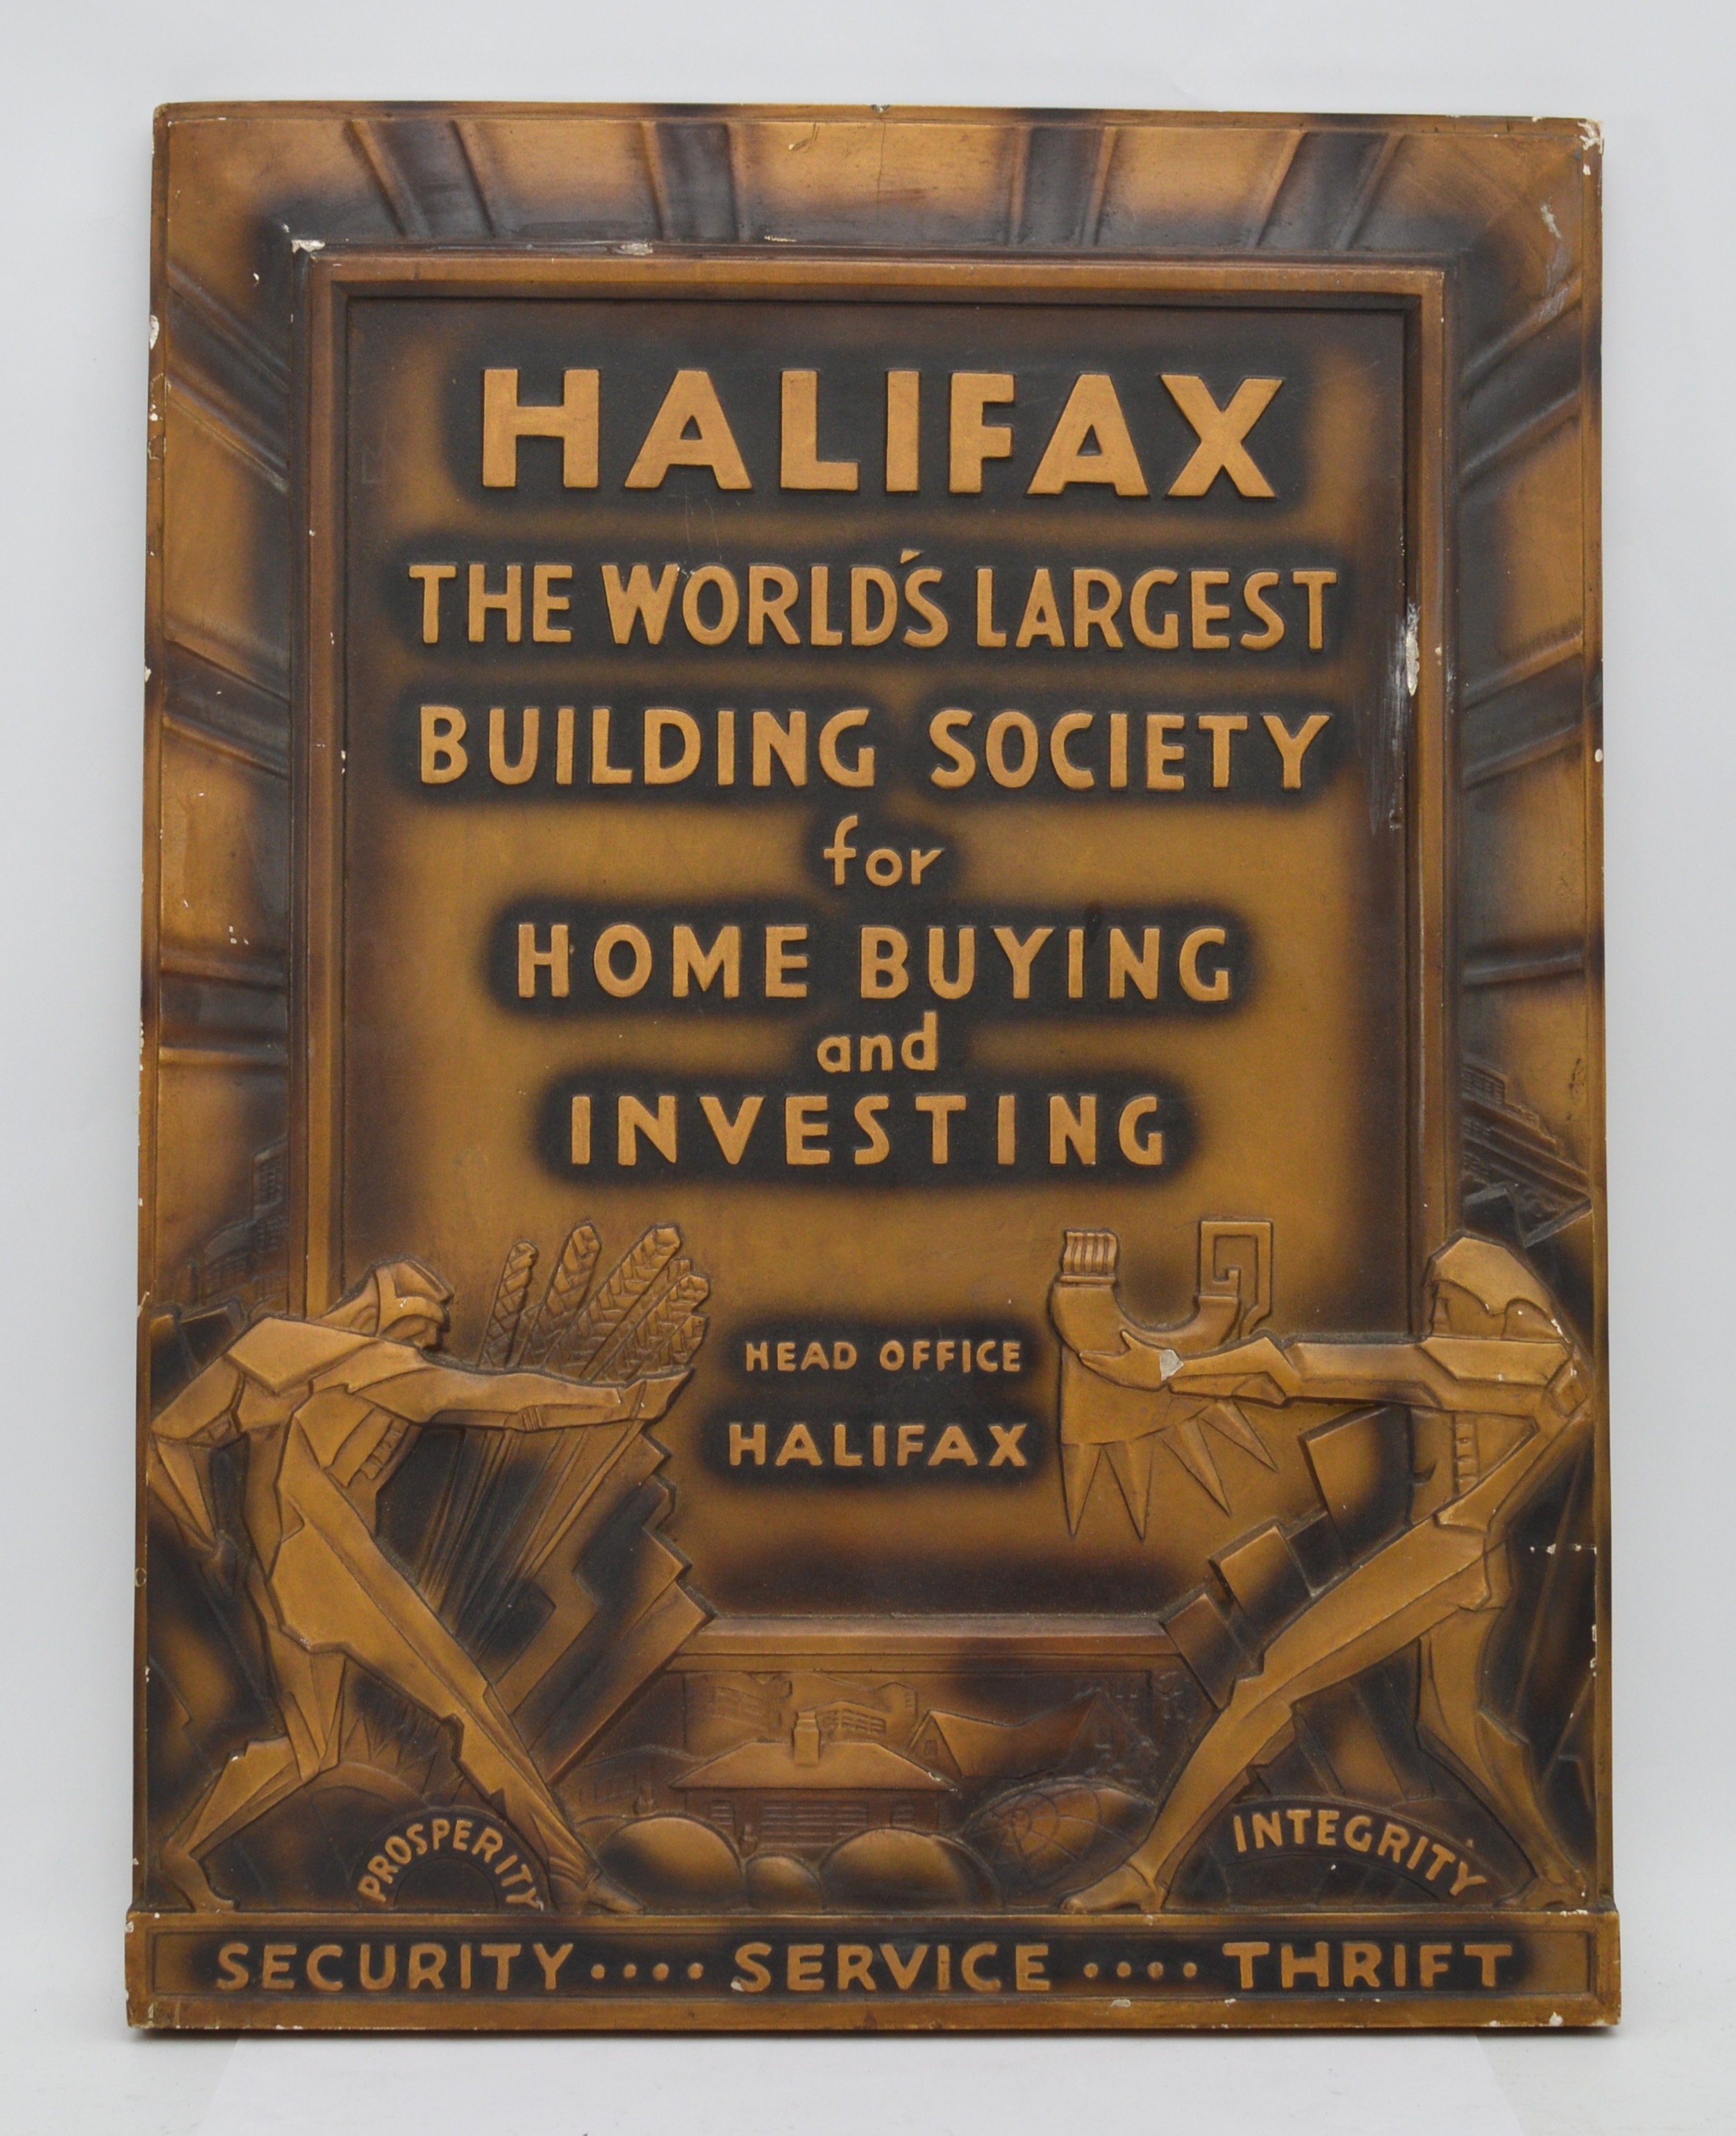 HALIFAX
THE WORLD'S LARGEST
BUILDING SOCIETY
for
HOME BUYING
and
INVESTING
HEAD OFFICE
HALIFAX
PROSPERITY
INTEGRITY
SECURITY .... SERVICE .... THRIFT